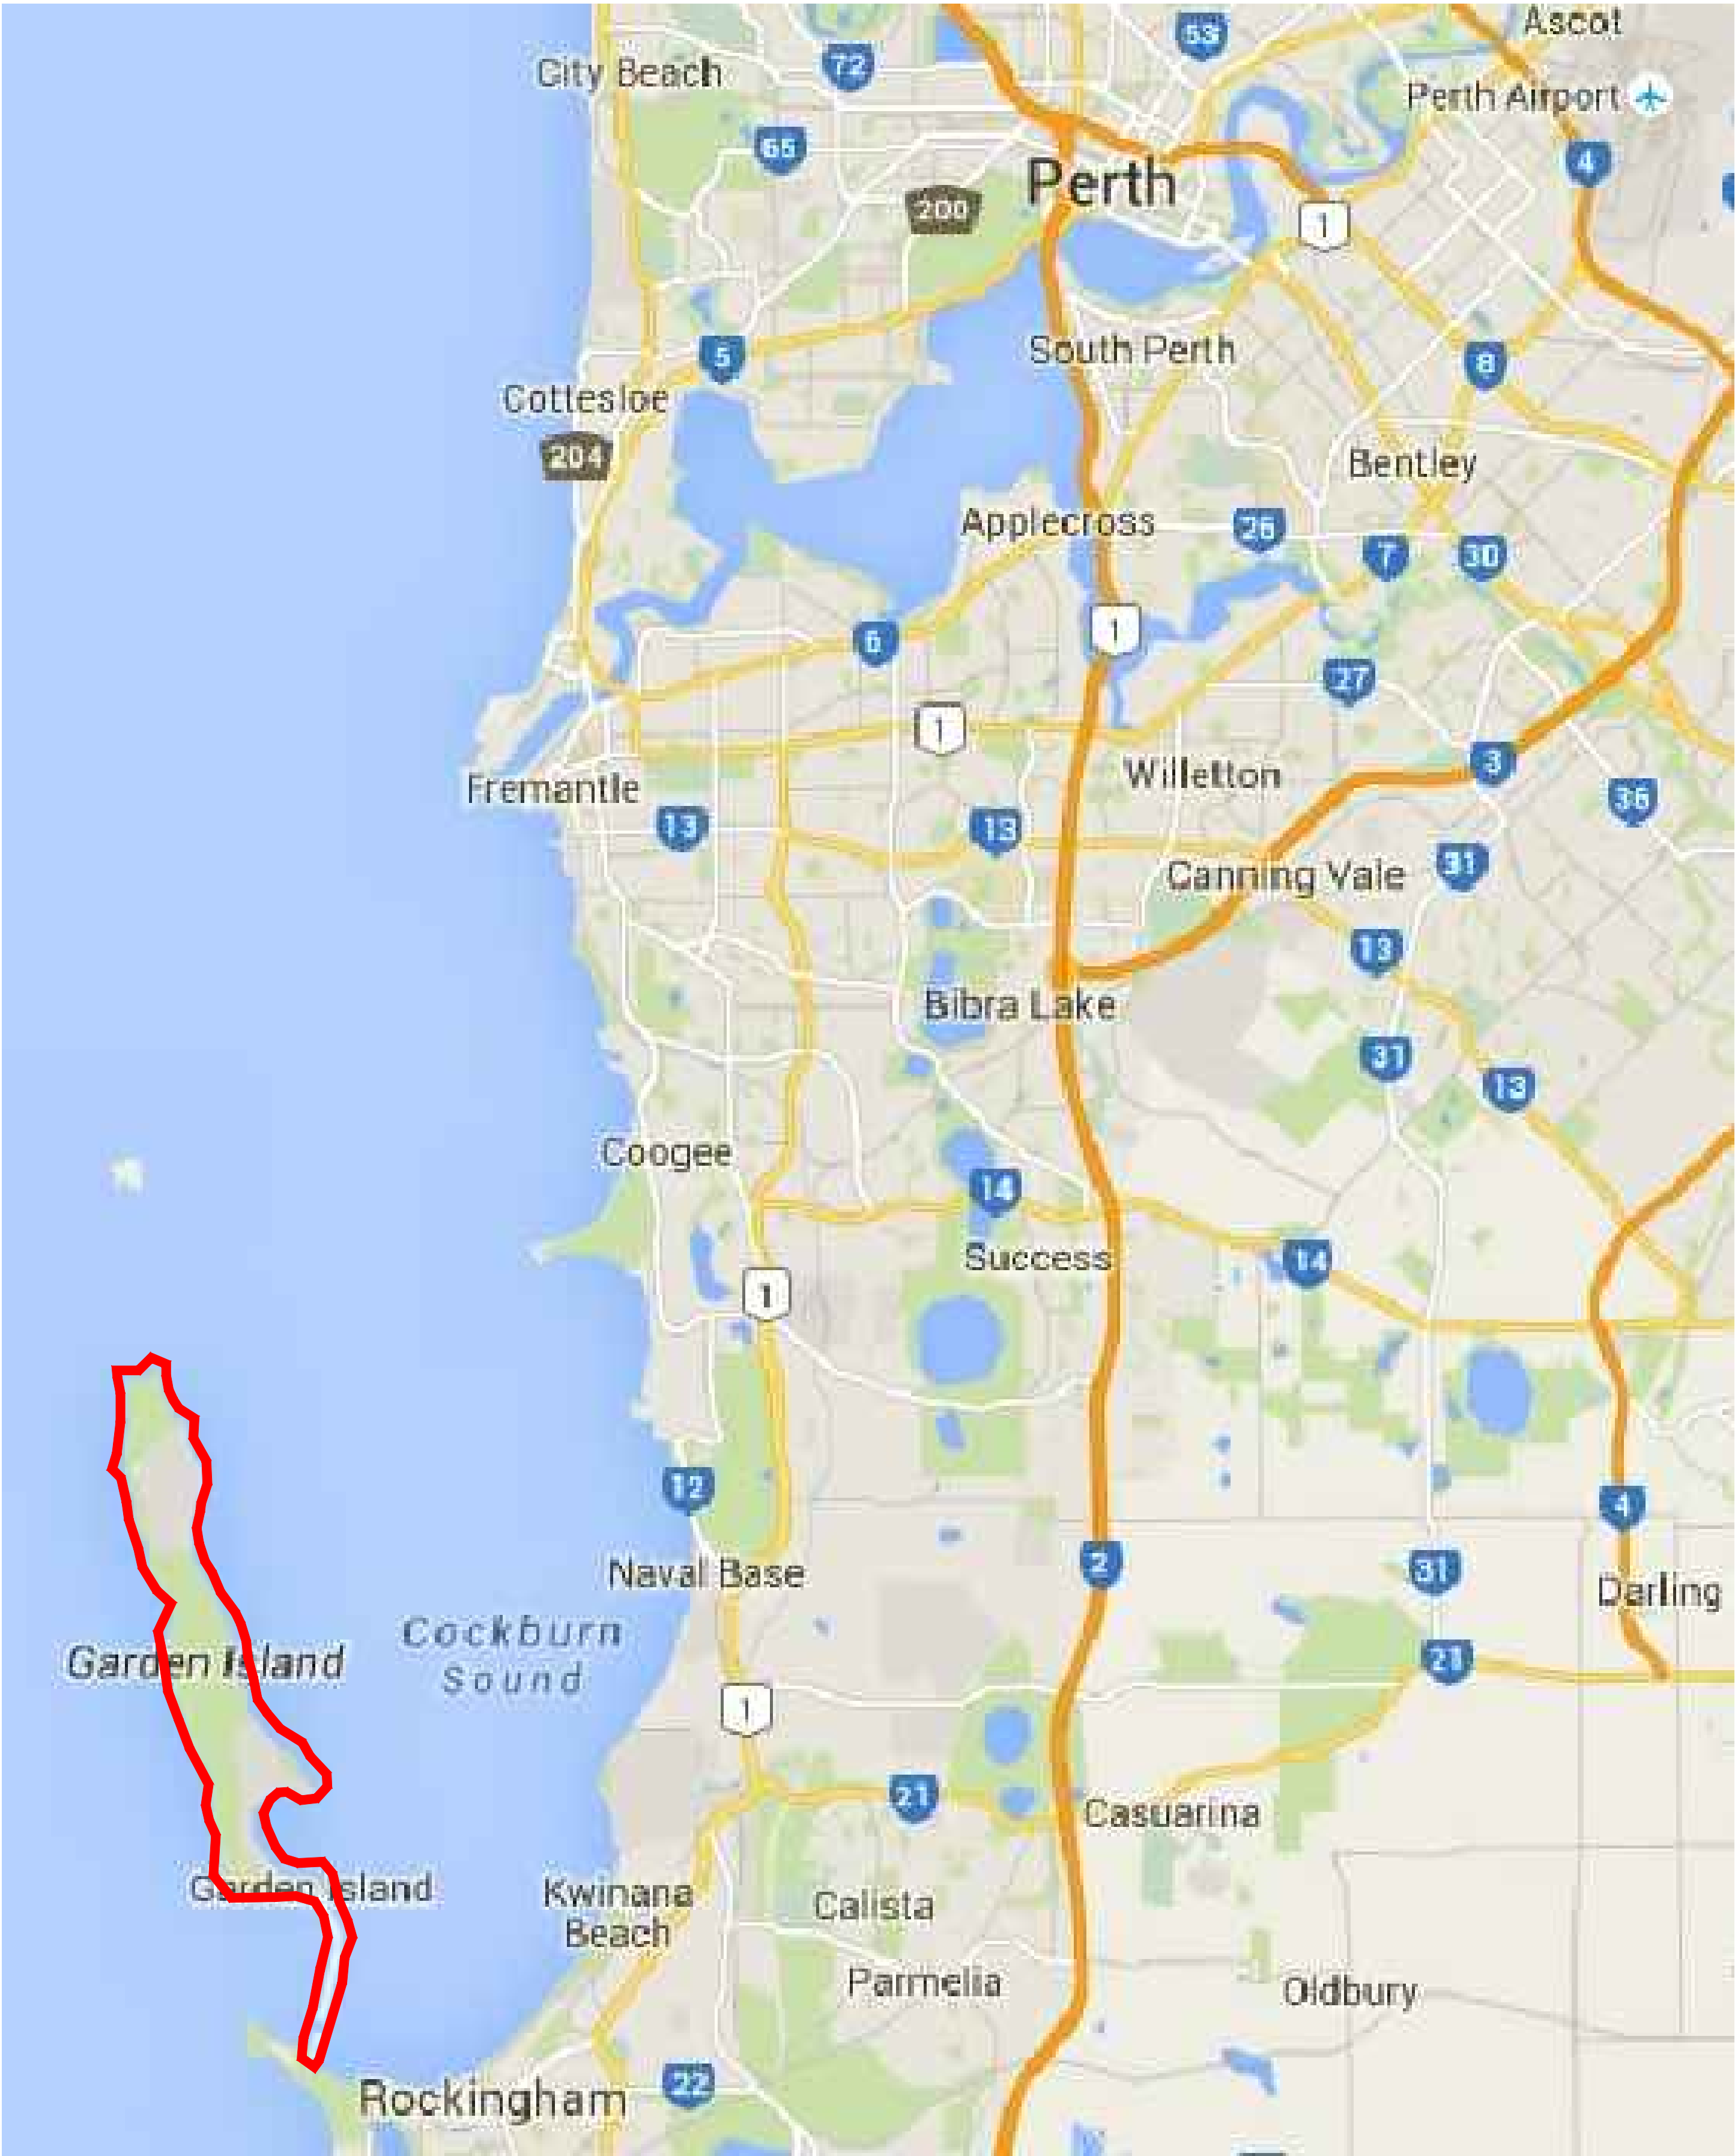 Ascot
53
City Beach
72
Perth Airport
65
4
Perth
200
1
South Perth
5
8
Cottesloe
204
Bentley
Applecross
26
7
30
1
6
27
1
Willetton
3
Fremantle
36
13
13
Canning Vale
31
13
Bibra Lake
31
13
Coogee
14
Success
14
1
12
4
Naval Base
2
31
Darling
Cockburn
Sound
Garden Island
21
1
21
Casuarina
Garden Island
Kwinana
Beach
Calista
Parmelia
Oldbury
Rockingham
22